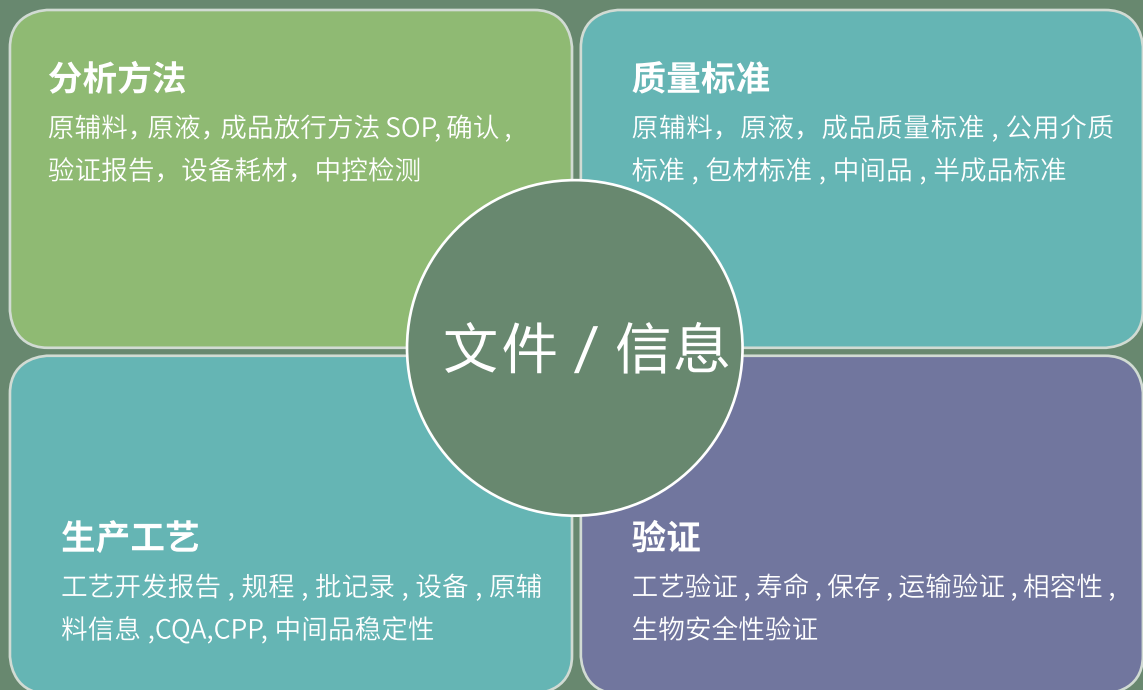 分析方法
原辅料，原液，成品放行方法 SOP, 确认 ,
验证报告，设备耗材，中控检测
质量标准
原辅料，原液，成品质量标准 , 公用介质
标准 , 包材标准 , 中间品 , 半成品标准
文件 / 信息
生产工艺
工艺开发报告 , 规程 , 批记录 , 设备 , 原辅
料信息 ,CQA,CPP, 中间品稳定性
验证
工艺验证 , 寿命 , 保存 , 运输验证 , 相容性 ,
生物安全性验证